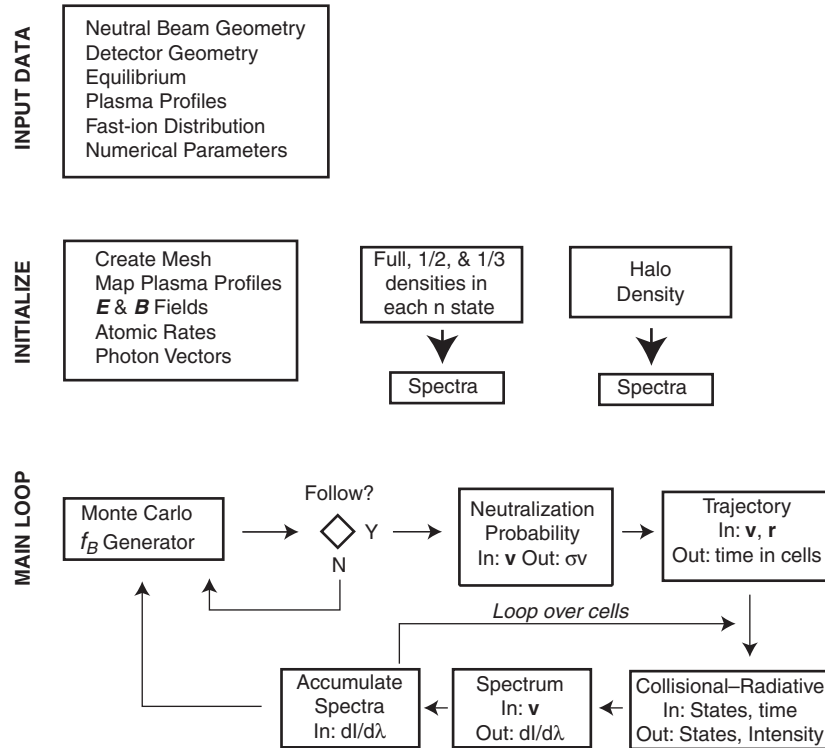 INPUT DATA
Neutral Beam Geometry
Detector Geometry
Equilibrium
Plasma Profiles
Fast-ion Distribution
Numerical Parameters
INITIALIZE
Create Mesh
Map Plasma Profiles
E & B Fields
Atomic Rates
Photon Vectors
Full, 1/2, & 1/3
densities in
each n state
Spectra
Halo
Density
Spectra
MAIN LOOP
Monte Carlo
f_B Generator
Follow?
Y
N
Neutralization
Probability
In: v Out: σv
Trajectory
In: v, r
Out: time in cells
Loop over cells
Accumulate
Spectra
In: dI/dλ
Spectrum
In: v
Out: dI/dλ
Collisional–Radiative
In: States, time
Out: States, Intensity